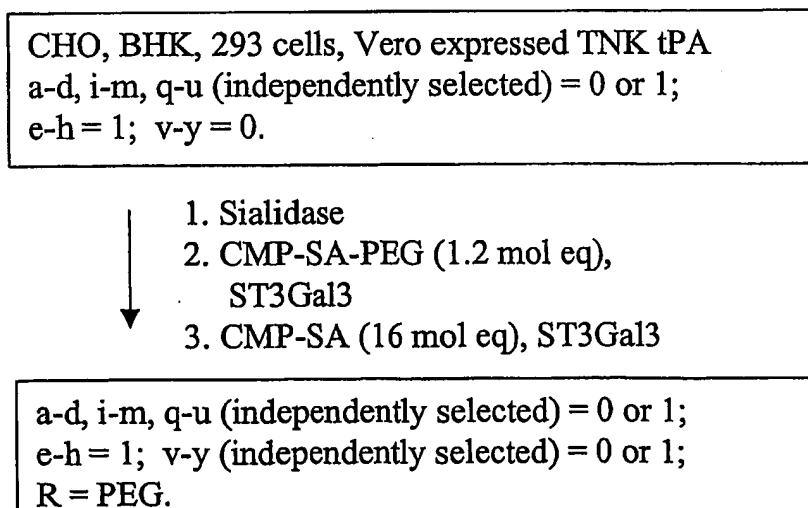 CHO, BHK, 293 cells, Vero expressed TNK tPA
a-d, i-m, q-u (independently selected) = 0 or 1;
e-h = 1; v-y = 0.
1. Sialidase
2. CMP-SA-PEG (1.2 mol eq),
ST3Gal3
3. CMP-SA (16 mol eq), ST3Gal3
a-d, i-m, q-u (independently selected) = 0 or 1;
e-h = 1; v-y (independently selected) = 0 or 1;
R = PEG.